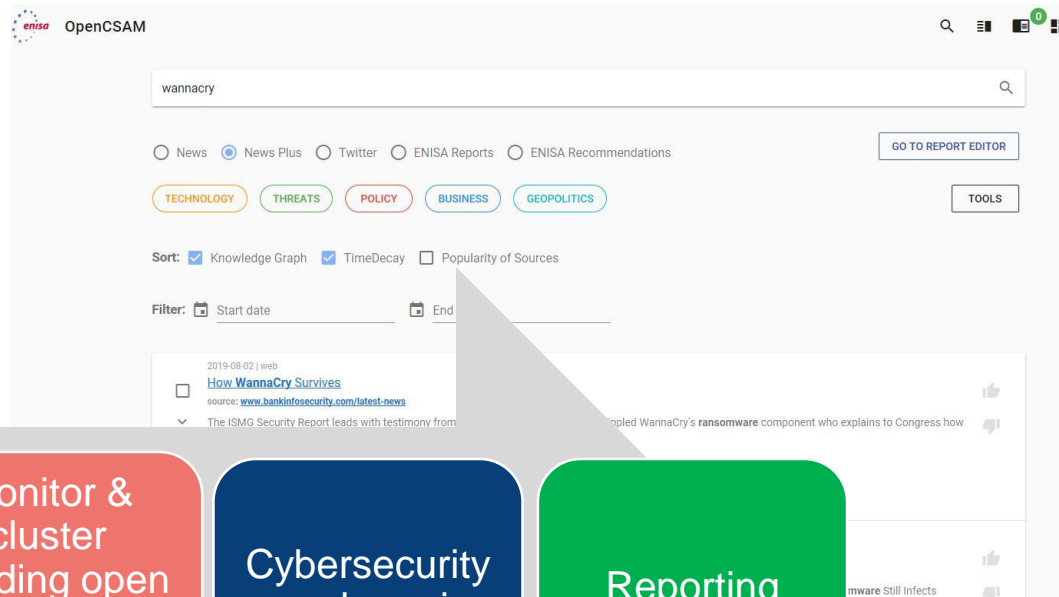 enisa OpenCSAM
0
wannacry
News News Plus Twitter ENISA Reports ENISA Recommendations
GO TO REPORT EDITOR
TECHNOLOGY THREATS POLICY BUSINESS GEOPOLITICS
TOOLS
Sort: Knowledge Graph TimeDecay Popularity of Sources
Filter: Start date End
2019-08-02 | web
How WannaCry Survives
source: www.bankinfosecurity.com/latest-news
The ISMG Security Report leads with testimony from
WannaCry's ransomware component who explains to Congress how
onitor &
cluster
ding open
Cybersecurity
Reporting
mware Still Infects